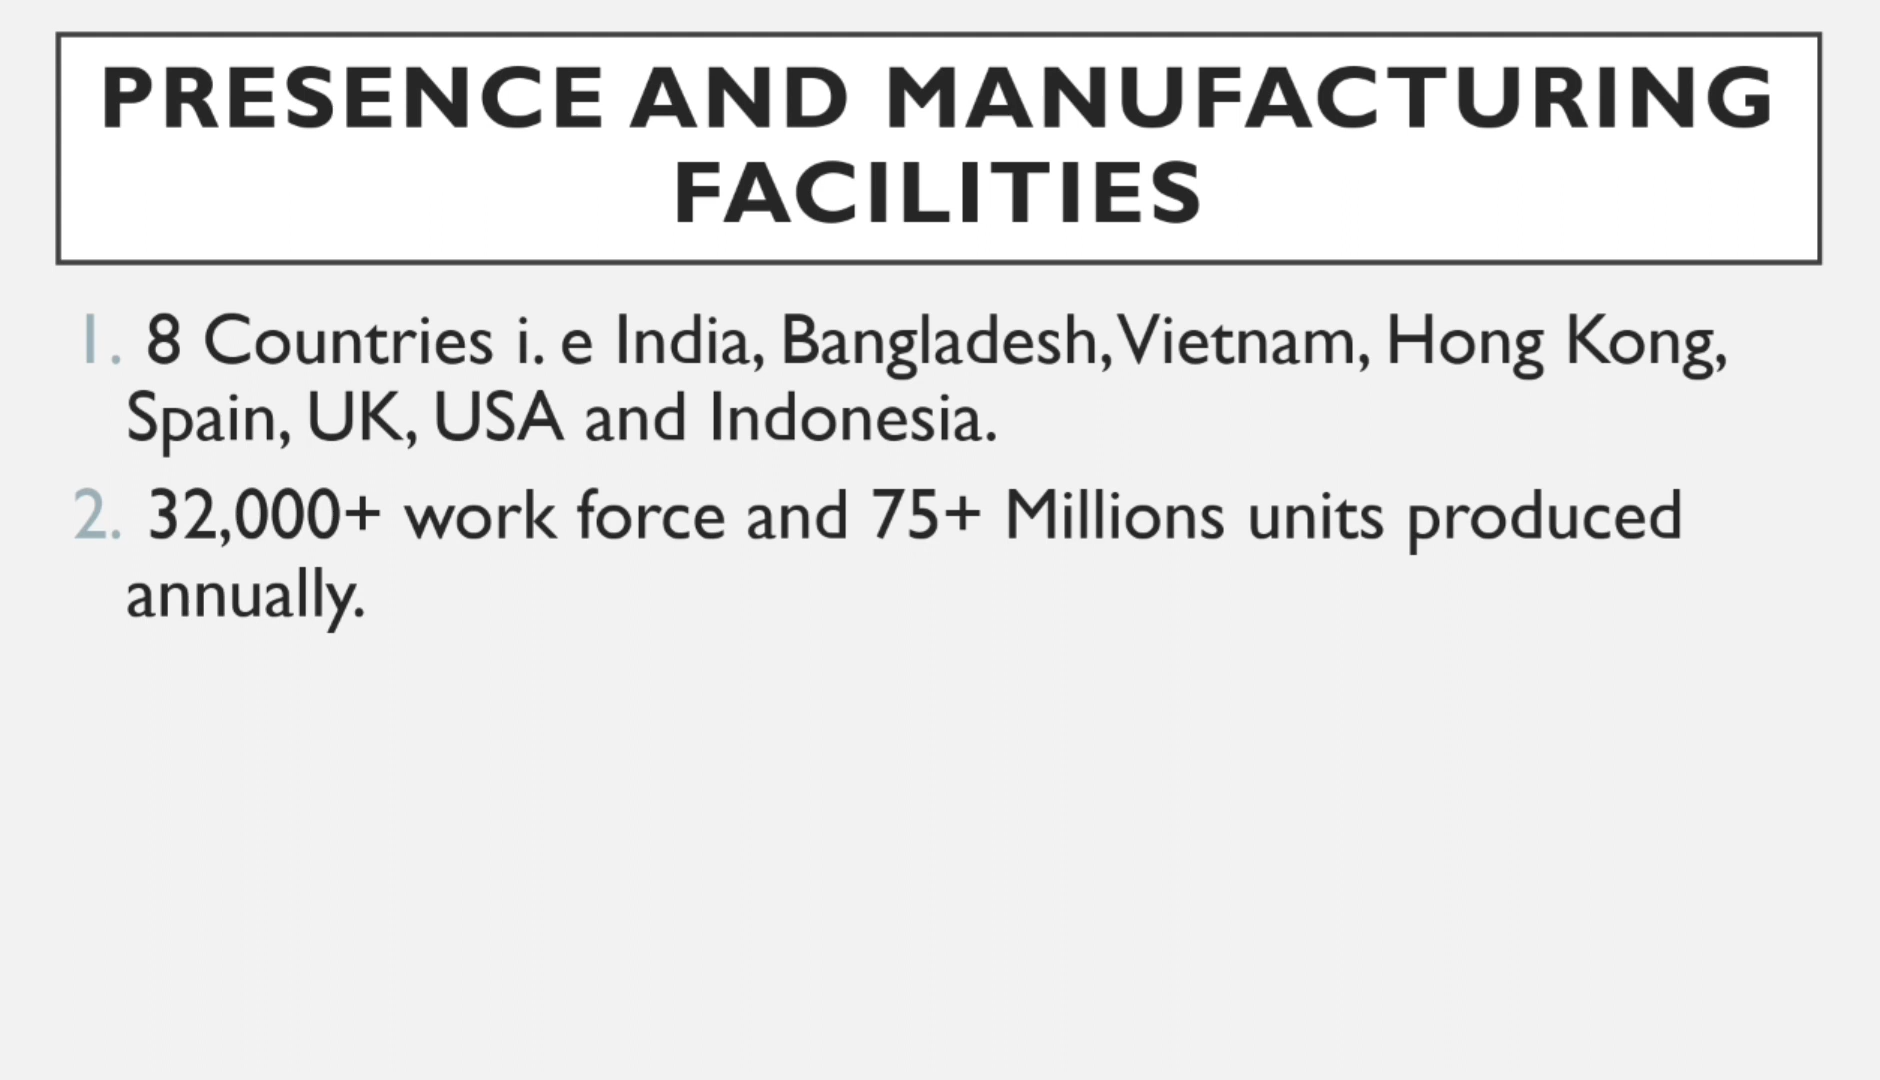 PRESENCE AND MANUFACTURING
FACILITIES
1. 8 Countries i. e India, Bangladesh, Vietnam, Hong Kong,
Spain, UK, USA and Indonesia.
2. 32,000+ work force and 75+ Millions units produced
annually.